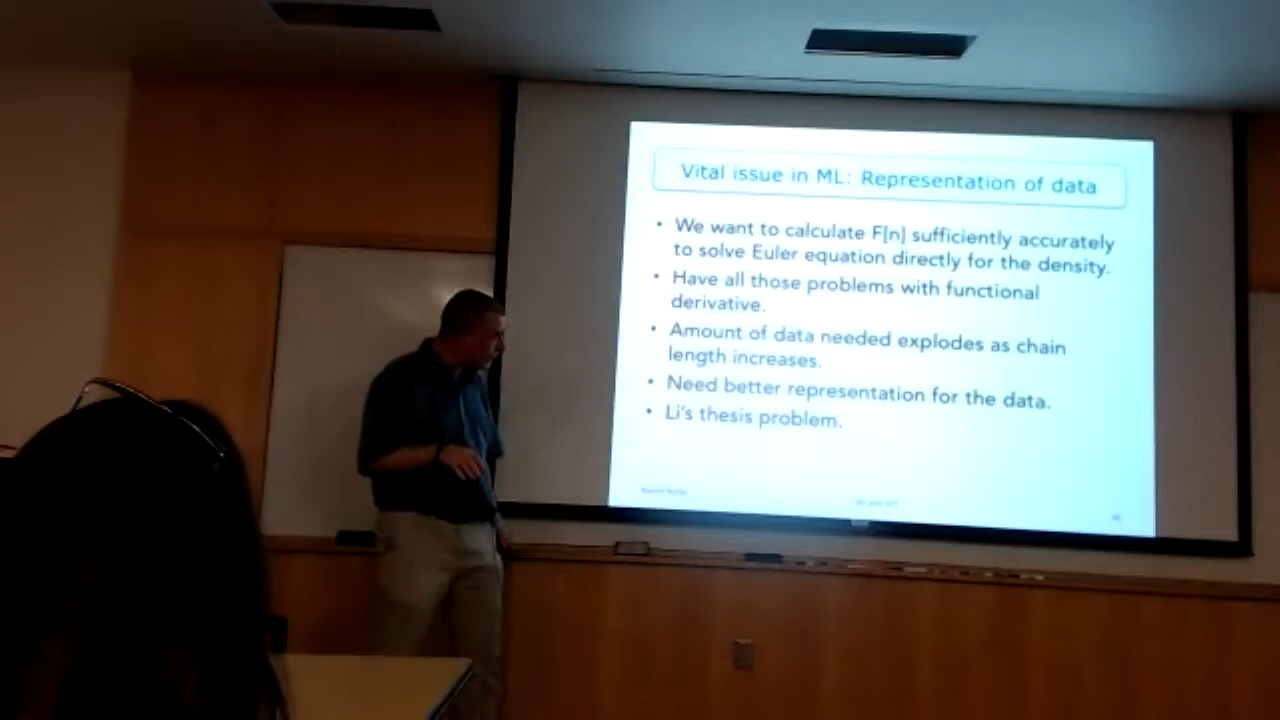 Vital issue in ML: Representation of data
• We want to calculate F[n] sufficiently accurately
to solve Euler equation directly for the density.
• Have all those problems with functional
derivative.
• Amount of data needed explodes as chain
length increases.
• Need better representation for the data.
• Li's thesis problem.